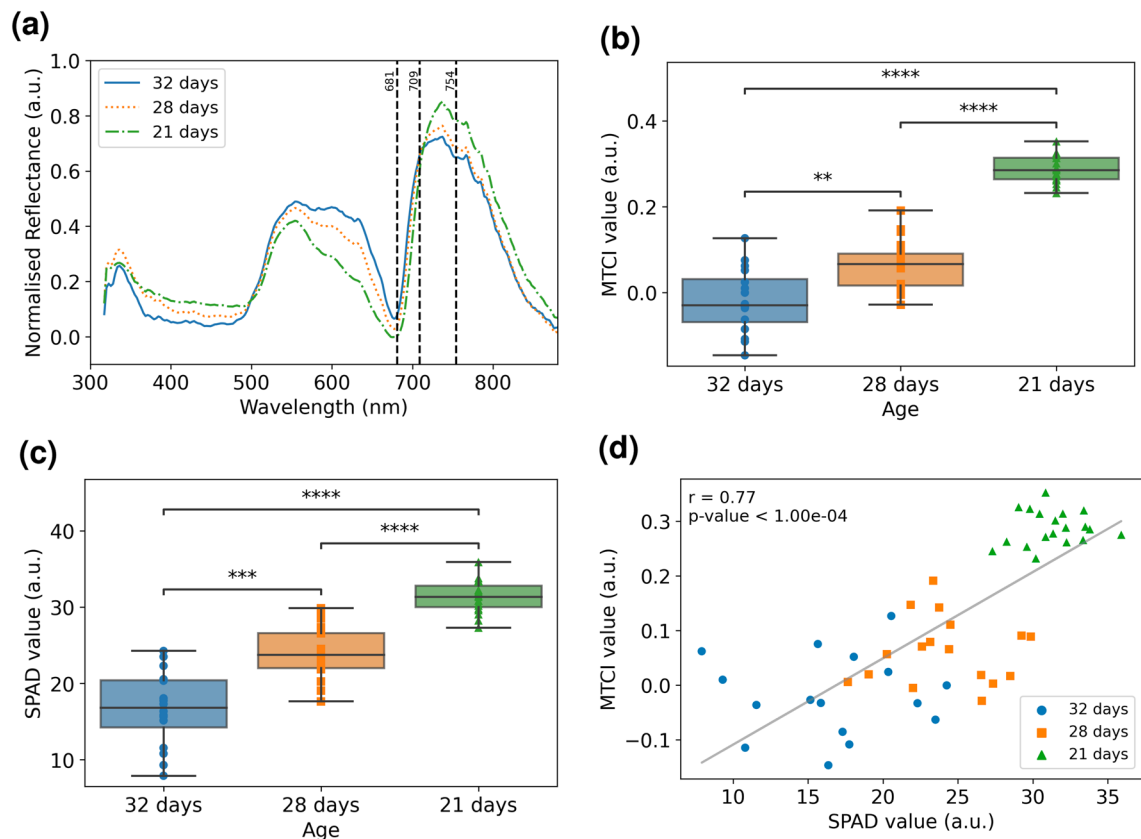 (a)
Normalised Reflectance (a.u.)
1.0
0.8
0.6
0.4
0.2
0.0
32 days
28 days
21 days
681
709
754
300 400 500 600 700 800
Wavelength (nm)
(b)
MTCI value (a.u.)
0.4
0.2
0.0
****
****
**
32 days 28 days 21 days
Age
(c)
SPAD value (a.u.)
40
30
20
10
****
****
***
32 days 28 days 21 days
Age
(d)
MTCI value (a.u.)
0.3
0.2
0.1
0.0
−0.1
r = 0.77
p-value < 1.00e-04
32 days
28 days
21 days
10 15 20 25 30 35
SPAD value (a.u.)